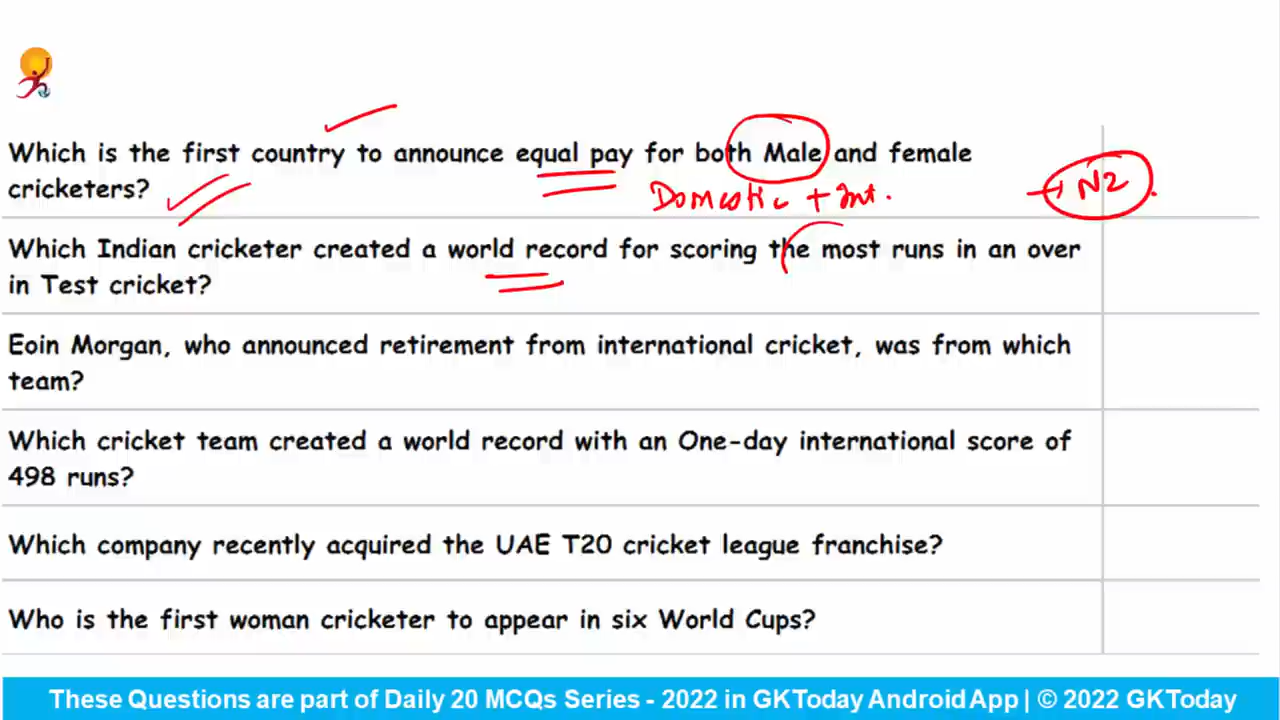 Which is the first country to announce equal pay for both Male and female
cricketers?
Domestic + Int.
→ NZ
Which Indian cricketer created a world record for scoring the most runs in an over
in Test cricket?
Eoin Morgan, who announced retirement from international cricket, was from which
team?
Which cricket team created a world record with an One-day international score of
498 runs?
Which company recently acquired the UAE T20 cricket league franchise?
Who is the first woman cricketer to appear in six World Cups?
These Questions are part of Daily 20 MCQs Series - 2022 in GKToday Android App | © 2022 GKToday